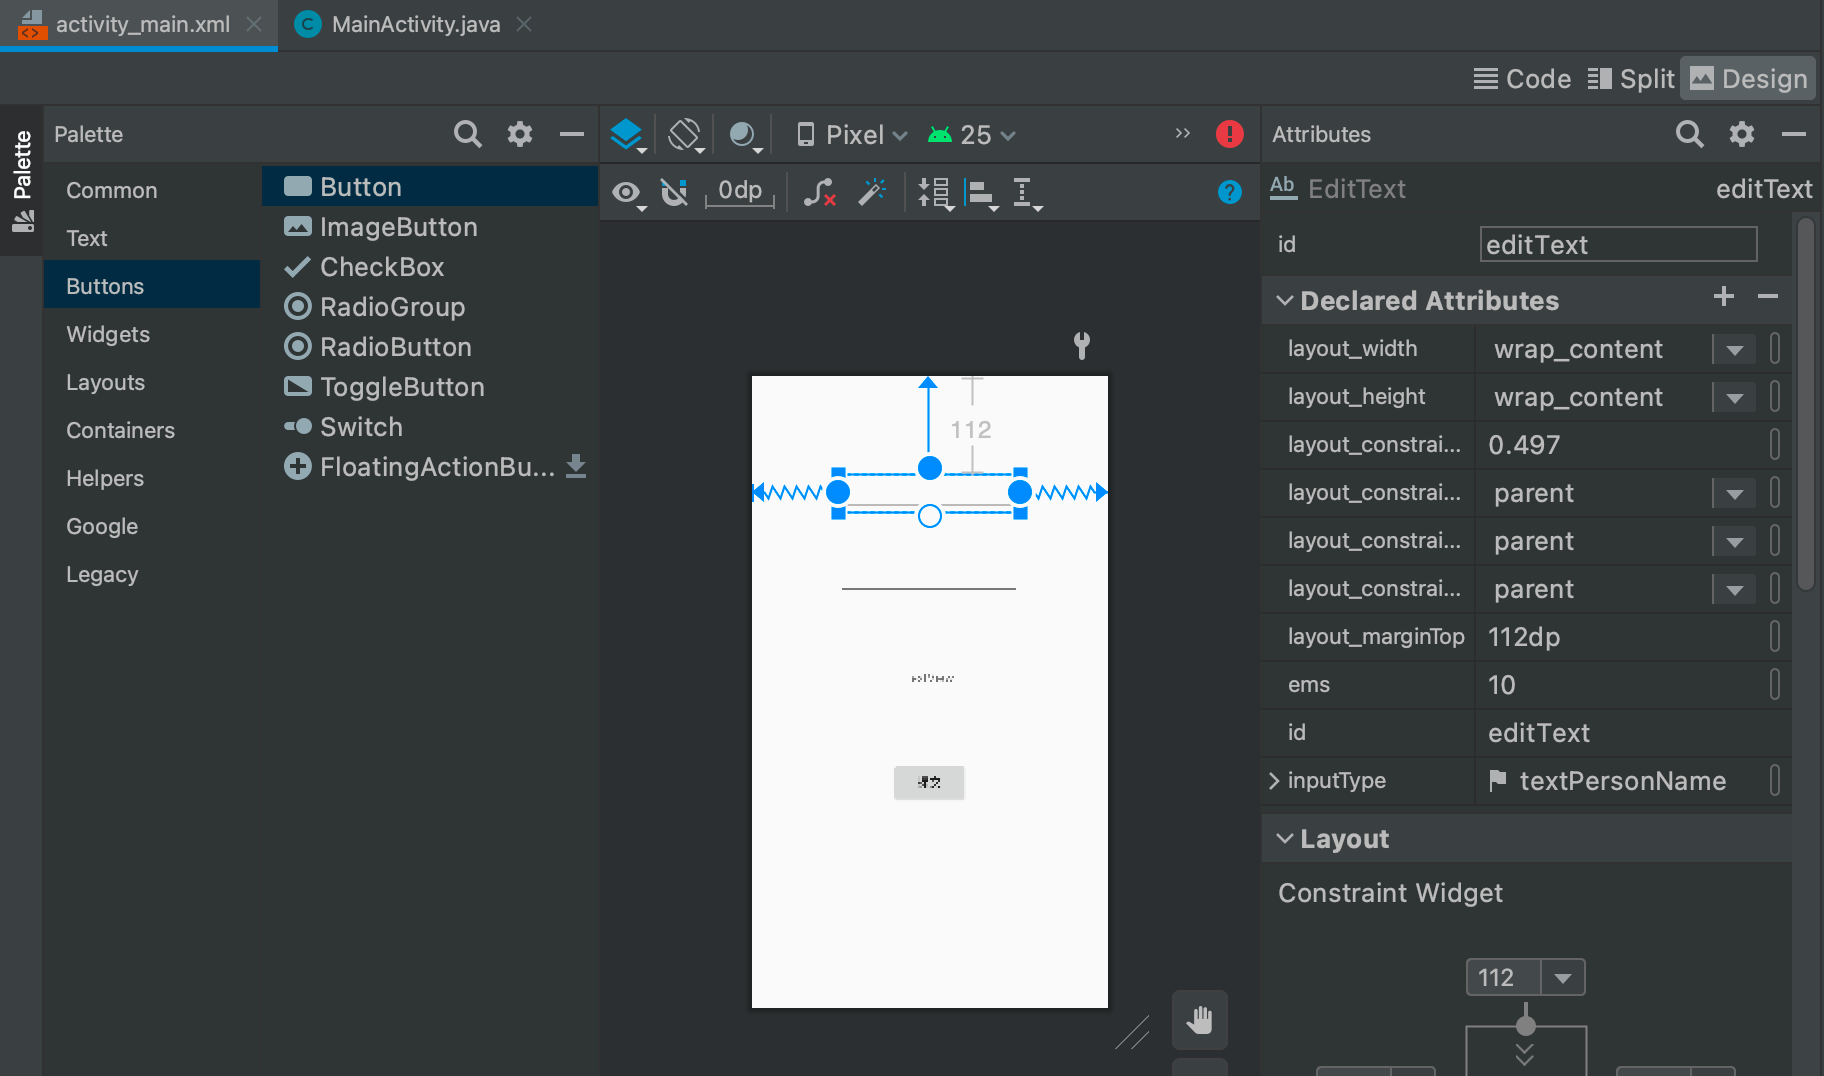 activity_main.xml
MainActivity.java
Code
Split
Design
Palette
Palette
Common
Text
Buttons
Widgets
Layouts
Containers
Helpers
Google
Legacy
Button
ImageButton
CheckBox
RadioGroup
RadioButton
ToggleButton
Switch
FloatingActionBu...
Pixel
25
0dp
112
Attributes
Ab EditText
editText
id
editText
Declared Attributes
layout_width
wrap_content
layout_height
wrap_content
layout_constrai...
0.497
layout_constrai...
parent
layout_constrai...
parent
layout_constrai...
parent
layout_marginTop
112dp
ems
10
id
editText
inputType
textPersonName
Layout
Constraint Widget
112